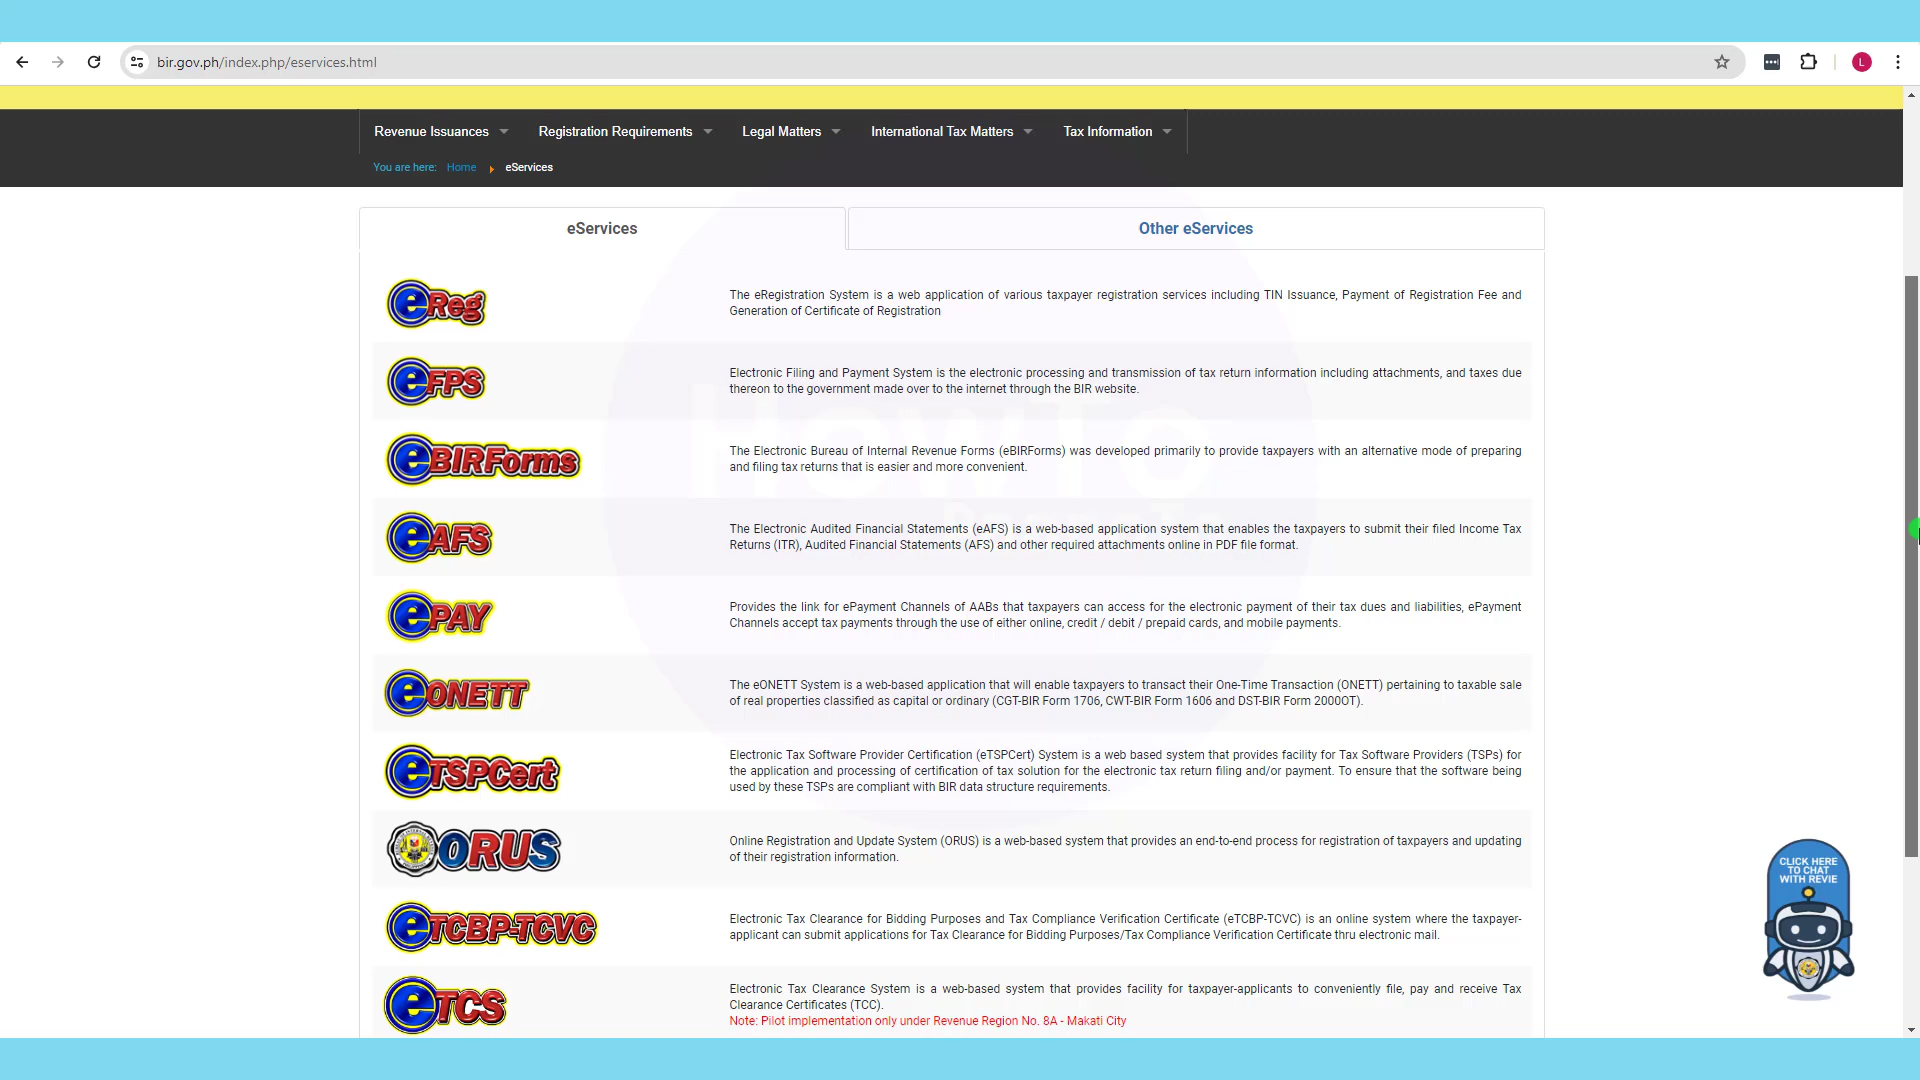 bir.gov.ph/index.php/eservices.html
L
Revenue Issuances
Registration Requirements
Legal Matters
International Tax Matters
Tax Information
You are here: Home eServices
eServices
Other eServices
eReg
The eRegistration System is a web application of various taxpayer registration services including TIN Issuance, Payment of Registration Fee and
Generation of Certificate of Registration
eFPS
Electronic Filing and Payment System is the electronic processing and transmission of tax return information including attachments, and taxes due
thereon to the government made over to the internet through the BIR website.
HowTo
eBIRForms
The Electronic Bureau of Internal Revenue Forms (eBIRForms) was developed primarily to provide taxpayers with an alternative mode of preparing
and filing tax returns that is easier and more convenient.
eAFS
The Electronic Audited Financial Statements (eAFS) is a web-based application system that enables the taxpayers to submit their filed Income Tax
Returns (ITR), Audited Financial Statements (AFS) and other required attachments online in PDF file format.
ePAY
Provides the link for ePayment Channels of AABs that taxpayers can access for the electronic payment of their tax dues and liabilities, ePayment
Channels accept tax payments through the use of either online, credit / debit / prepaid cards, and mobile payments.
eONETT
The eONETT System is a web-based application that will enable taxpayers to transact their One-Time Transaction (ONETT) pertaining to taxable sale
of real properties classified as capital or ordinary (CGT-BIR Form 1706, CWT-BIR Form 1606 and DST-BIR Form 2000OT).
eTSPCert
Electronic Tax Software Provider Certification (eTSPCert) System is a web based system that provides facility for Tax Software Providers (TSPs) for
the application and processing of certification of tax solution for the electronic tax return filing and/or payment. To ensure that the software being
used by these TSPs are compliant with BIR data structure requirements.
ORUS
Online Registration and Update System (ORUS) is a web-based system that provides an end-to-end process for registration of taxpayers and updating
of their registration information.
CLICK HERE
TO CHAT
WITH REVIE
eTCBP-TCVC
Electronic Tax Clearance for Bidding Purposes and Tax Compliance Verification Certificate (eTCBP-TCVC) is an online system where the taxpayer-
applicant can submit applications for Tax Clearance for Bidding Purposes/Tax Compliance Verification Certificate thru electronic mail.
eTCS
Electronic Tax Clearance System is a web-based system that provides facility for taxpayer-applicants to conveniently file, pay and receive Tax
Clearance Certificates (TCC).
Note: Pilot implementation only under Revenue Region No. 8A - Makati City